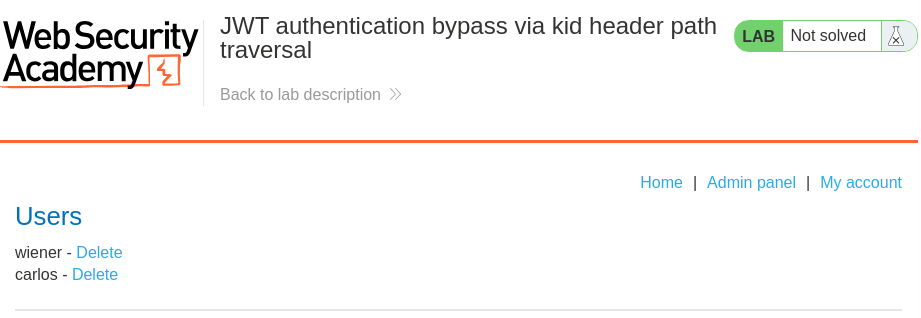 Web Security
Academy
JWT authentication bypass via kid header path
traversal
Back to lab description
LAB
Not solved
Home | Admin panel | My account
Users
wiener - Delete
carlos - Delete